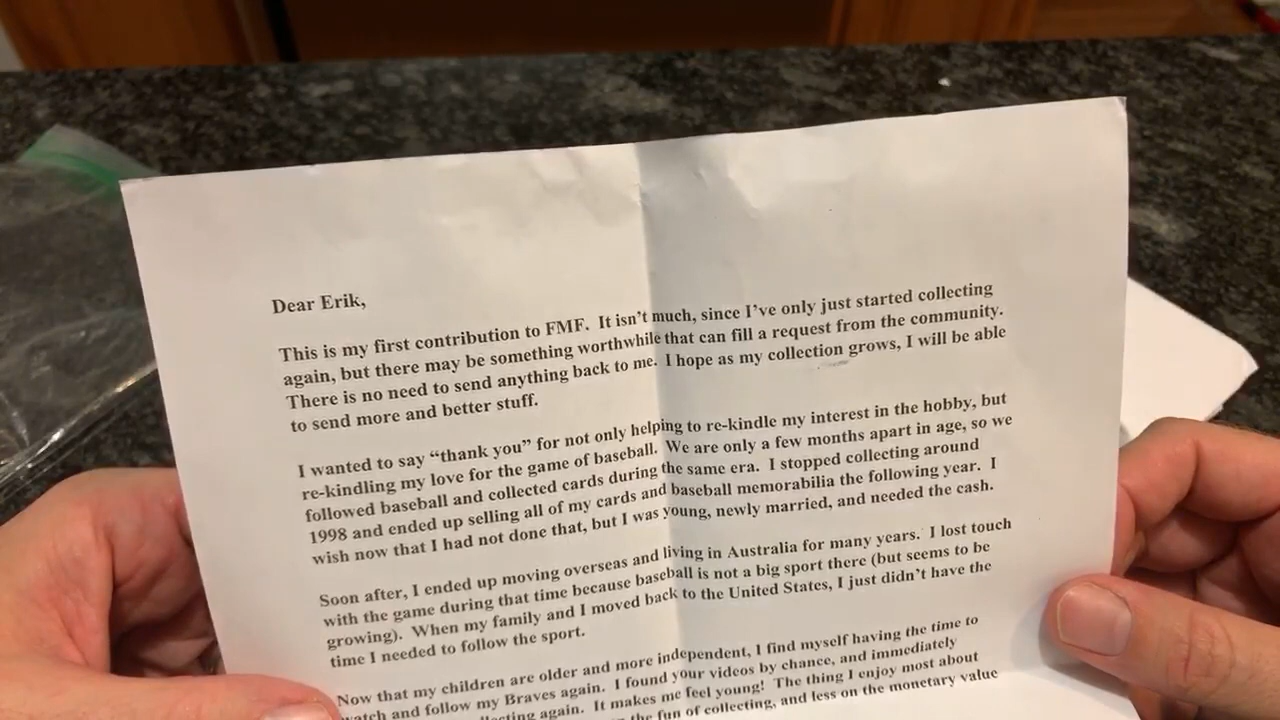 Dear Erik,
This is my first contribution to FMF. It isn't much, since I've only just started collecting
again, but there may be something worthwhile that can fill a request from the community.
There is no need to send anything back to me. I hope as my collection grows, I will be able
to send more and better stuff.
I wanted to say “thank you” for not only helping to re-kindle my interest in the hobby, but
re-kindling my love for the game of baseball. We are only a few months apart in age, so we
followed baseball and collected cards during the same era. I stopped collecting around
1998 and ended up selling all of my cards and baseball memorabilia the following year. I
wish now that I had not done that, but I was young, newly married, and needed the cash.
Soon after, I ended up moving overseas and living in Australia for many years. I lost touch
with the game during that time because baseball is not a big sport there (but seems to be
growing). When my family and I moved back to the United States, I just didn't have the
time I needed to follow the sport.
Now that my children are older and more independent, I find myself having the time to
watch and follow my Braves again. I found your videos by chance, and immediately
again. It makes me feel young! The thing I enjoy most about
the fun of collecting, and less on the monetary value